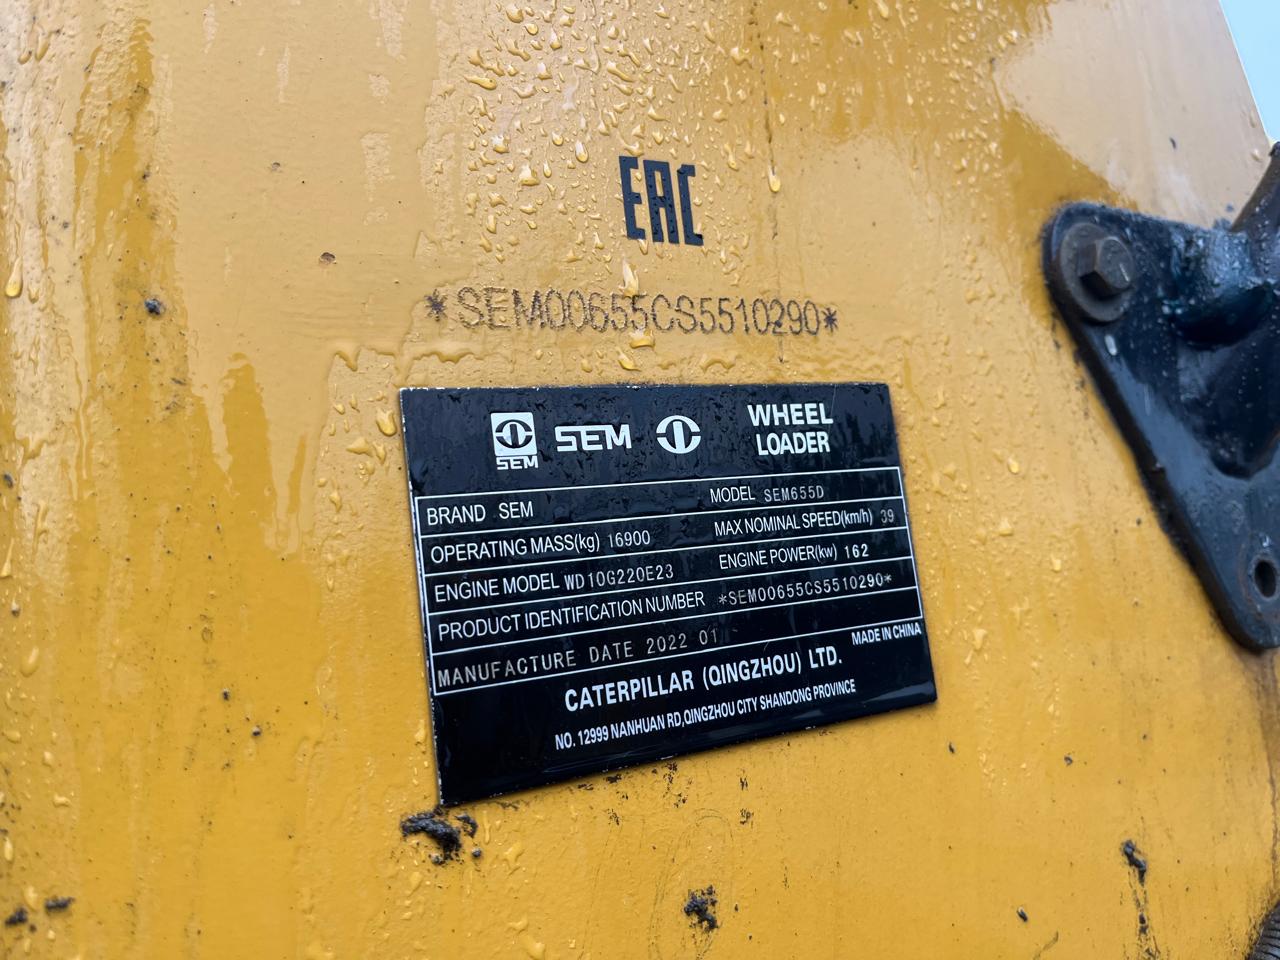 EAC
*SEM00655CS5510290*
SEM SEM WHEEL LOADER
BRAND SEM MODEL SEM655D
OPERATING MASS(kg) 16900 MAX NOMINAL SPEED(km/h) 39
ENGINE MODEL WD10G220E23 ENGINE POWER(kw) 162
PRODUCT IDENTIFICATION NUMBER *SEM00655CS5510290*
MANUFACTURE DATE 2022 01 MADE IN CHINA
CATERPILLAR (QINGZHOU) LTD.
NO. 12999 NANHUAN RD,QINGZHOU CITY SHANDONG PROVINCE